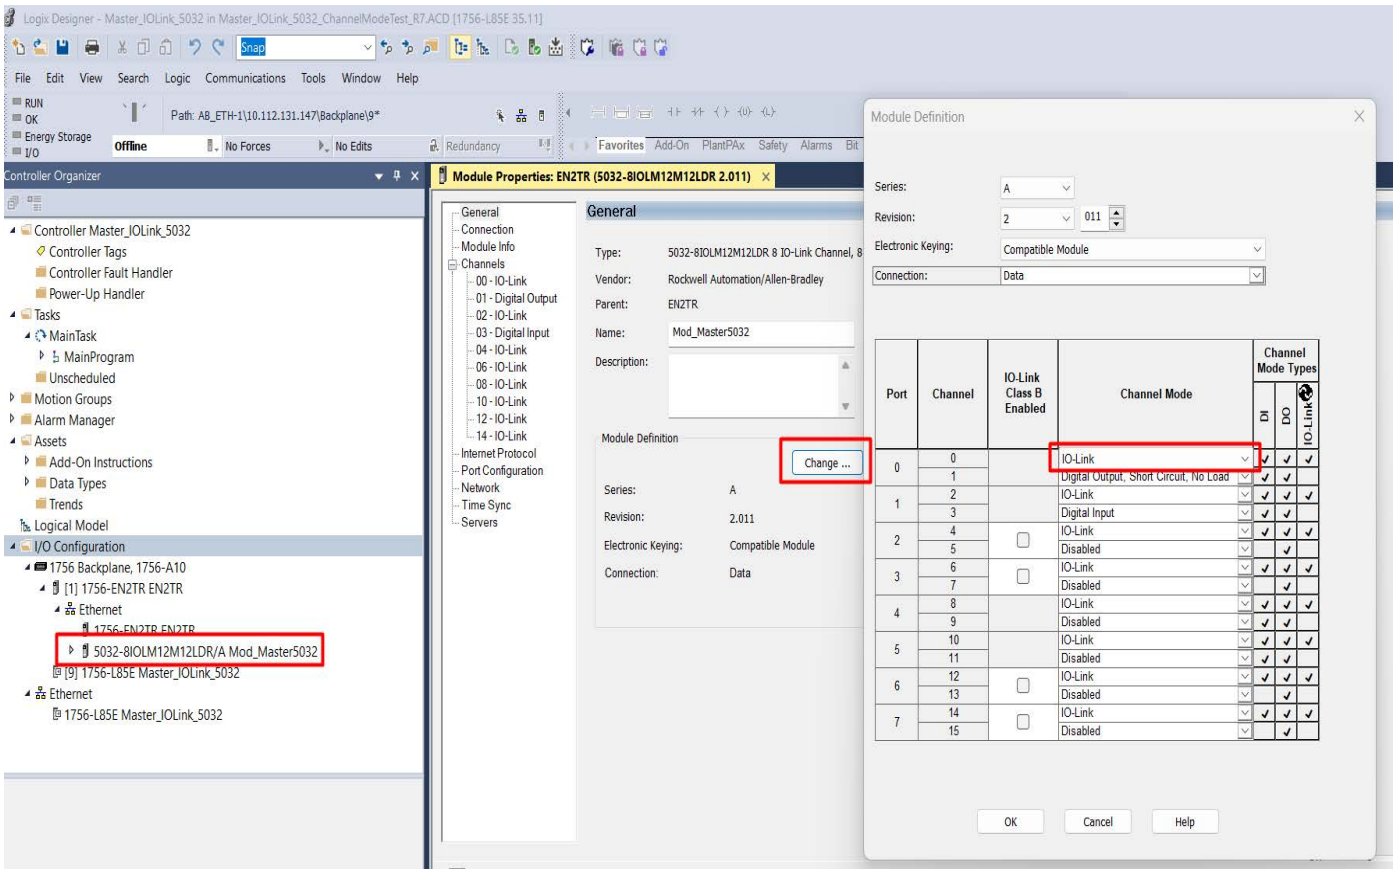 Logix Designer - Master_IOLink_5032 in Master_IOLink_5032_ChannelModeTest_R7.ACD [1756-L85E 35.11]
Snap
File Edit View Search Logic Communications Tools Window Help
RUN
OK
Energy Storage
I/O
Path: AB_ETH-1\10.112.131.147\Backplane\9*
Offline
No Forces
No Edits
Redundancy
Favorites Add-On PlantPAx Safety Alarms Bit
Controller Organizer
Controller Master_IOLink_5032
Controller Tags
Controller Fault Handler
Power-Up Handler
Tasks
MainTask
MainProgram
Unscheduled
Motion Groups
Alarm Manager
Assets
Add-On Instructions
Data Types
Trends
Logical Model
I/O Configuration
1756 Backplane, 1756-A10
[1] 1756-EN2TR EN2TR
Ethernet
1756-EN2TR EN2TR
5032-8IOLM12M12LDR/A Mod_Master5032
[9] 1756-L85E Master_IOLink_5032
Ethernet
1756-L85E Master_IOLink_5032
Module Properties: EN2TR (5032-8IOLM12M12LDR 2.011) ×
General
Connection
Module Info
Channels
00 - IO-Link
01 - Digital Output
02 - IO-Link
03 - Digital Input
04 - IO-Link
06 - IO-Link
08 - IO-Link
10 - IO-Link
12 - IO-Link
14 - IO-Link
Internet Protocol
Port Configuration
Network
Time Sync
Servers
General
Type: 5032-8IOLM12M12LDR 8 IO-Link Channel, 8
Vendor: Rockwell Automation/Allen-Bradley
Parent: EN2TR
Name: Mod_Master5032
Description:
Module Definition
Change ...
Series: A
Revision: 2.011
Electronic Keying: Compatible Module
Connection: Data
Module Definition
Series: A
Revision: 2 011
Electronic Keying: Compatible Module
Connection: Data
Port Channel IO-Link Class B Enabled Channel Mode Channel Mode Types
DI DO IO-Link
0 0 IO-Link
1 Digital Output, Short Circuit, No Load
1 2 IO-Link
3 Digital Input
2 4 IO-Link
5 Disabled
3 6 IO-Link
7 Disabled
4 8 IO-Link
9 Disabled
5 10 IO-Link
11 Disabled
6 12 IO-Link
13 Disabled
7 14 IO-Link
15 Disabled
OK Cancel Help